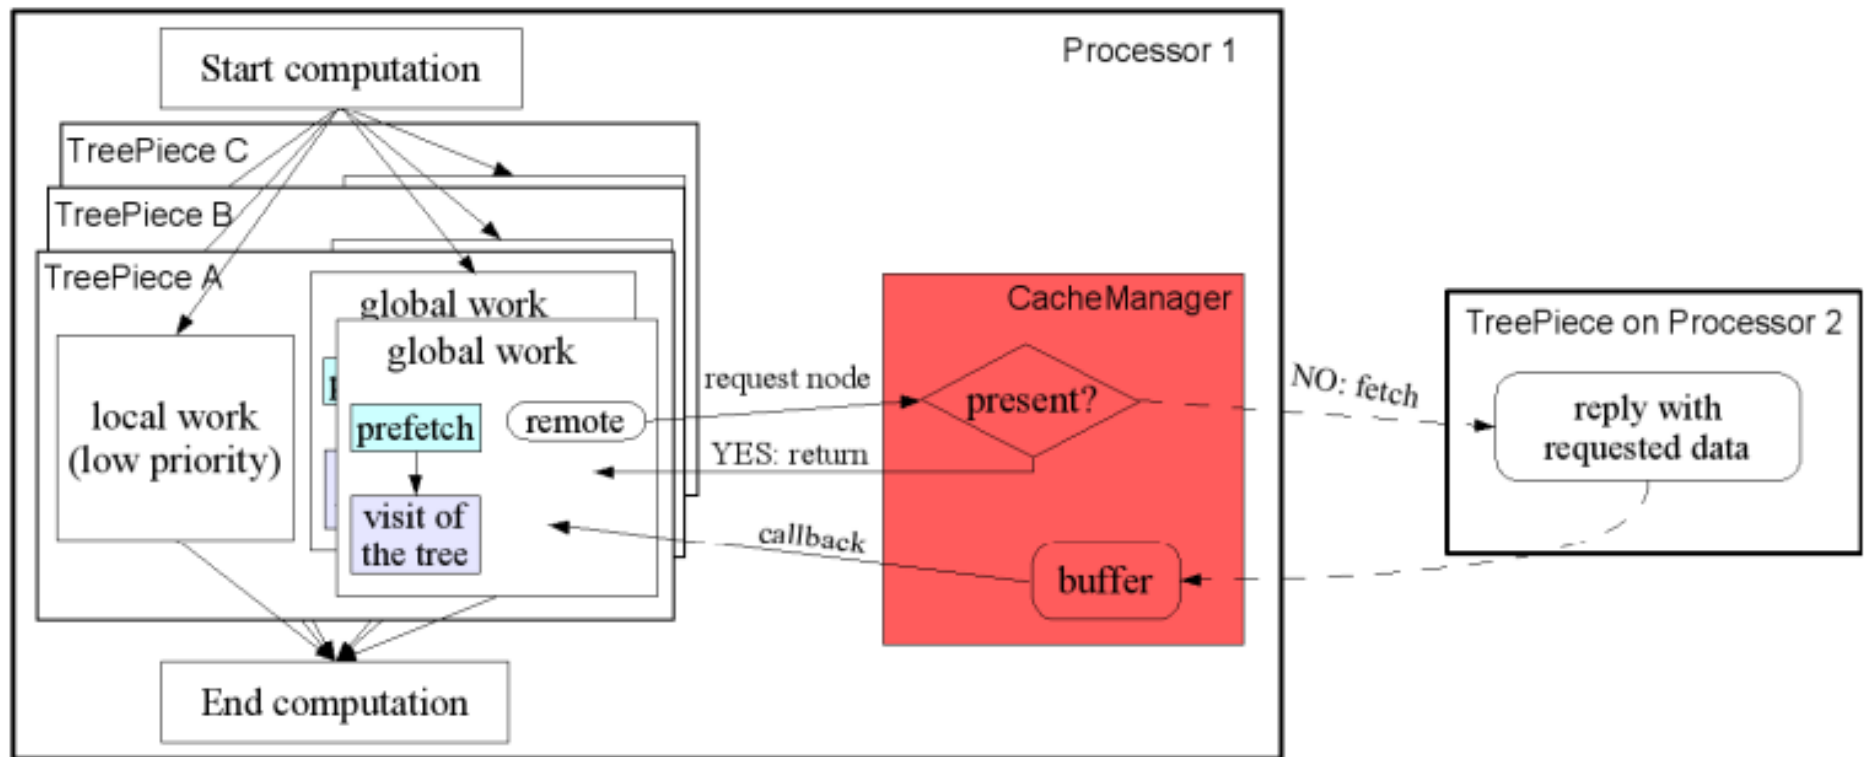 Processor 1
Start computation
TreePiece C
TreePiece B
TreePiece A
global work
global work
local work
(low priority)
prefetch
remote
visit of
the tree
request node
YES: return
callback
CacheManager
present?
buffer
NO: fetch
TreePiece on Processor 2
reply with
requested data
End computation